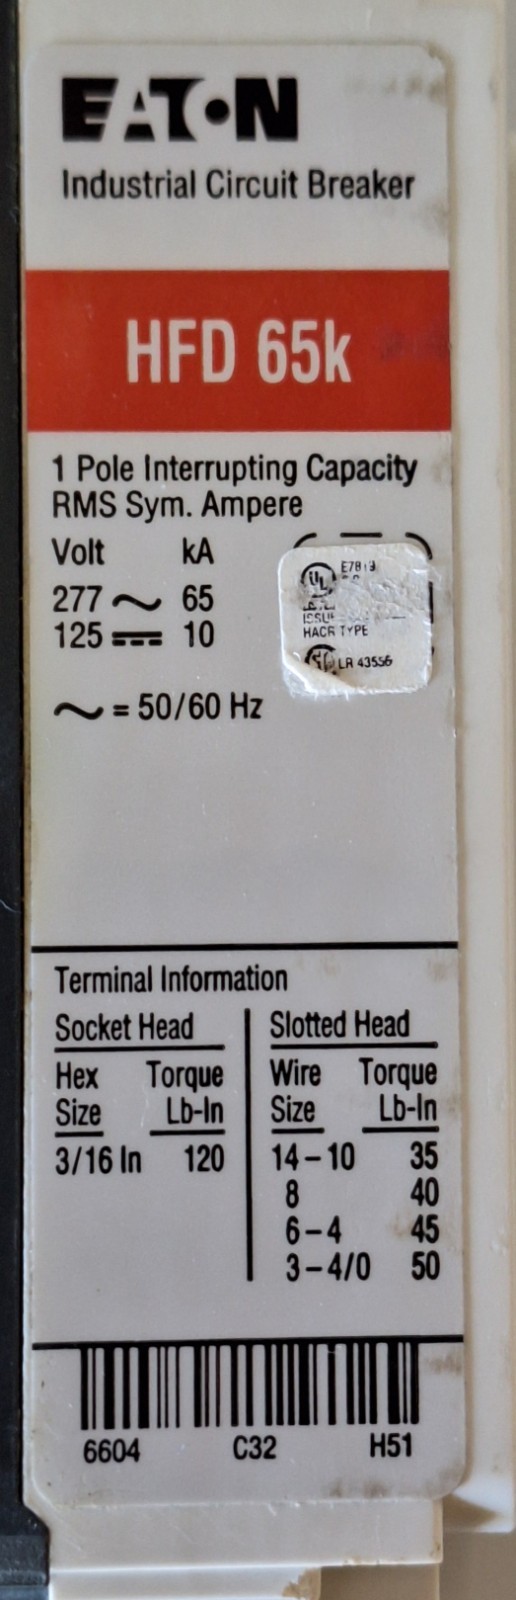 EATON
Industrial Circuit Breaker
HFD 65k
1 Pole Interrupting Capacity
RMS Sym. Ampere
Volt kA
277 ~ 65
125 ⎓ 10
~ = 50/60 Hz
UL
HACR TYPE
LR 43556
Terminal Information
Socket Head
Hex Size Torque Lb-In
3/16 In 120
Slotted Head
Wire Size Torque Lb-In
14-10 35
8 40
6-4 45
3-4/0 50
6604 C32 H51